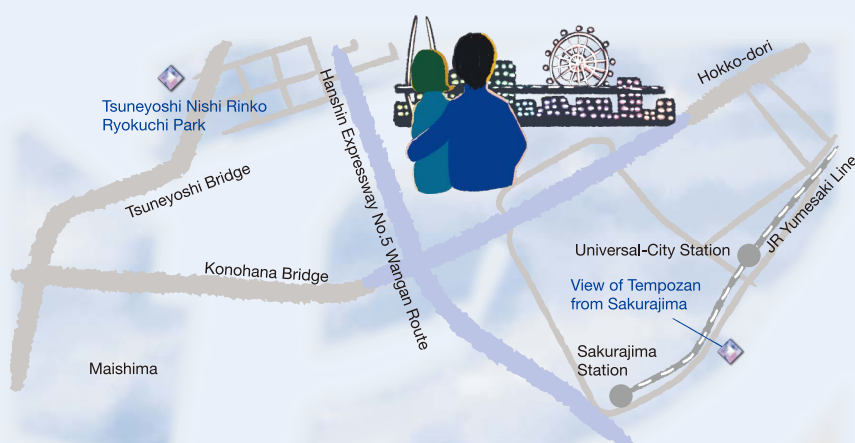 Hokko-dori
Tsuneyoshi Nishi Rinko
Ryokuchi Park
Hanshin Expressway No.5 Wangan Route
Tsuneyoshi Bridge
JR Yumesaki Line
Universal-City Station
Konohana Bridge
View of Tempozan
from Sakurajima
Sakurajima
Station
Maishima